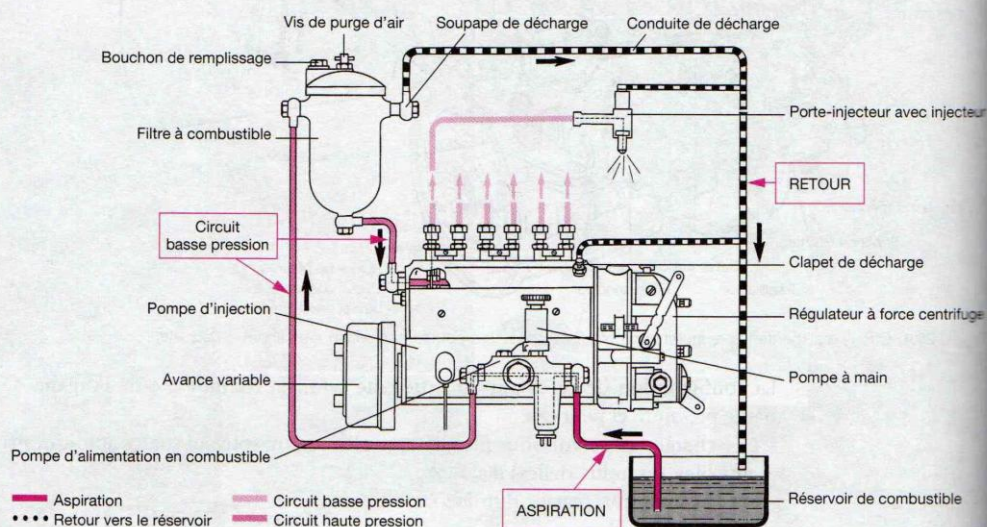 Vis de purge d'air
Soupape de décharge
Conduite de décharge
Bouchon de remplissage
Porte-injecteur avec injecteur
Filtre à combustible
RETOUR
Circuit
basse pression
Clapet de décharge
Pompe d'injection
Régulateur à force centrifuge
Avance variable
Pompe à main
Pompe d'alimentation en combustible
Réservoir de combustible
Aspiration
Circuit basse pression
ASPIRATION
Retour vers le réservoir
Circuit haute pression